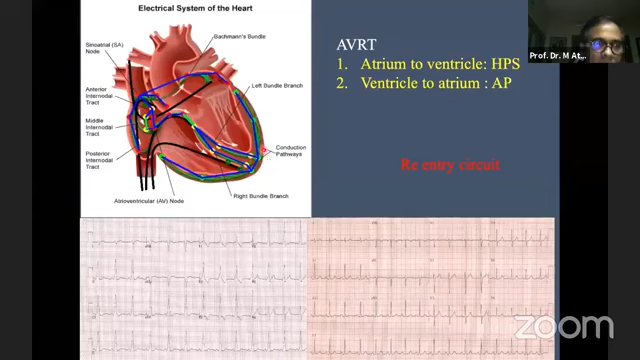 Electrical System of the Heart
Bachmann's Bundle
Sinoatrial (SA)
Node
Anterior
Internodal
Tract
Middle
Internodal
Tract
Posterior
Internodal
Tract
Atrioventricular (AV) Node
Left Bundle Branch
Conduction
Pathways
Right Bundle Branch
AVRT
1. Atrium to ventricle: HPS
2. Ventricle to atrium : AP
Re entry circuit
Prof. Dr. M At...
zoom